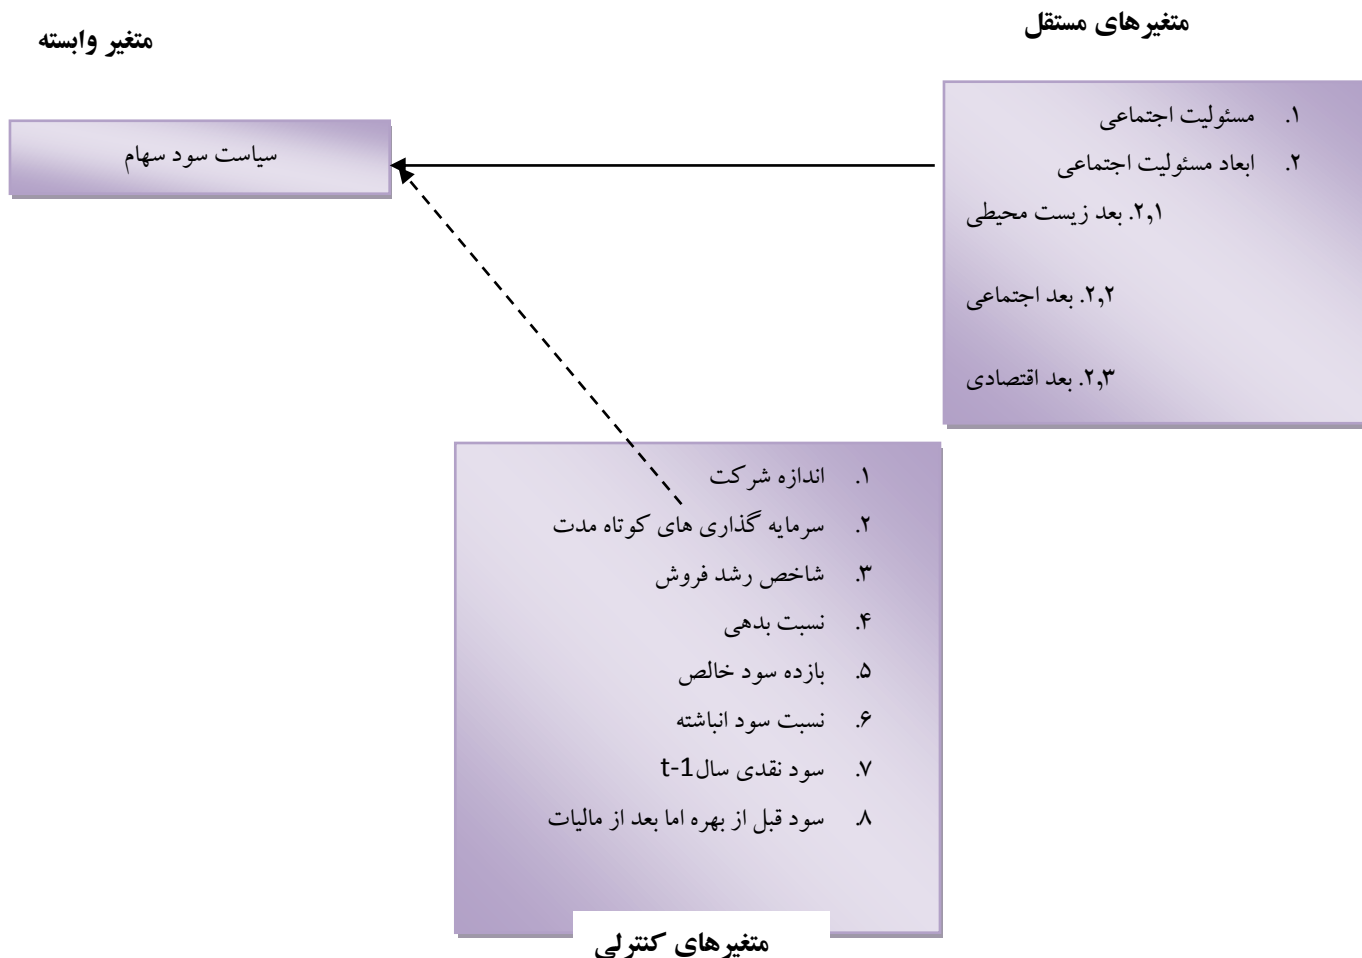 متغیرهای مستقل
متغیر وابسته
۱. مسئولیت اجتماعی
۲. ابعاد مسئولیت اجتماعی
۲,۱. بعد زیست محیطی
۲,۲. بعد اجتماعی
۲,۳. بعد اقتصادی
سیاست سود سهام
۱. اندازه شرکت
۲. سرمایه گذاری های کوتاه مدت
۳. شاخص رشد فروش
۴. نسبت بدهی
۵. بازده سود خالص
۶. نسبت سود انباشته
۷. سود نقدی سال t-1
۸. سود قبل از بهره اما بعد از مالیات
متغیرهای کنترلی